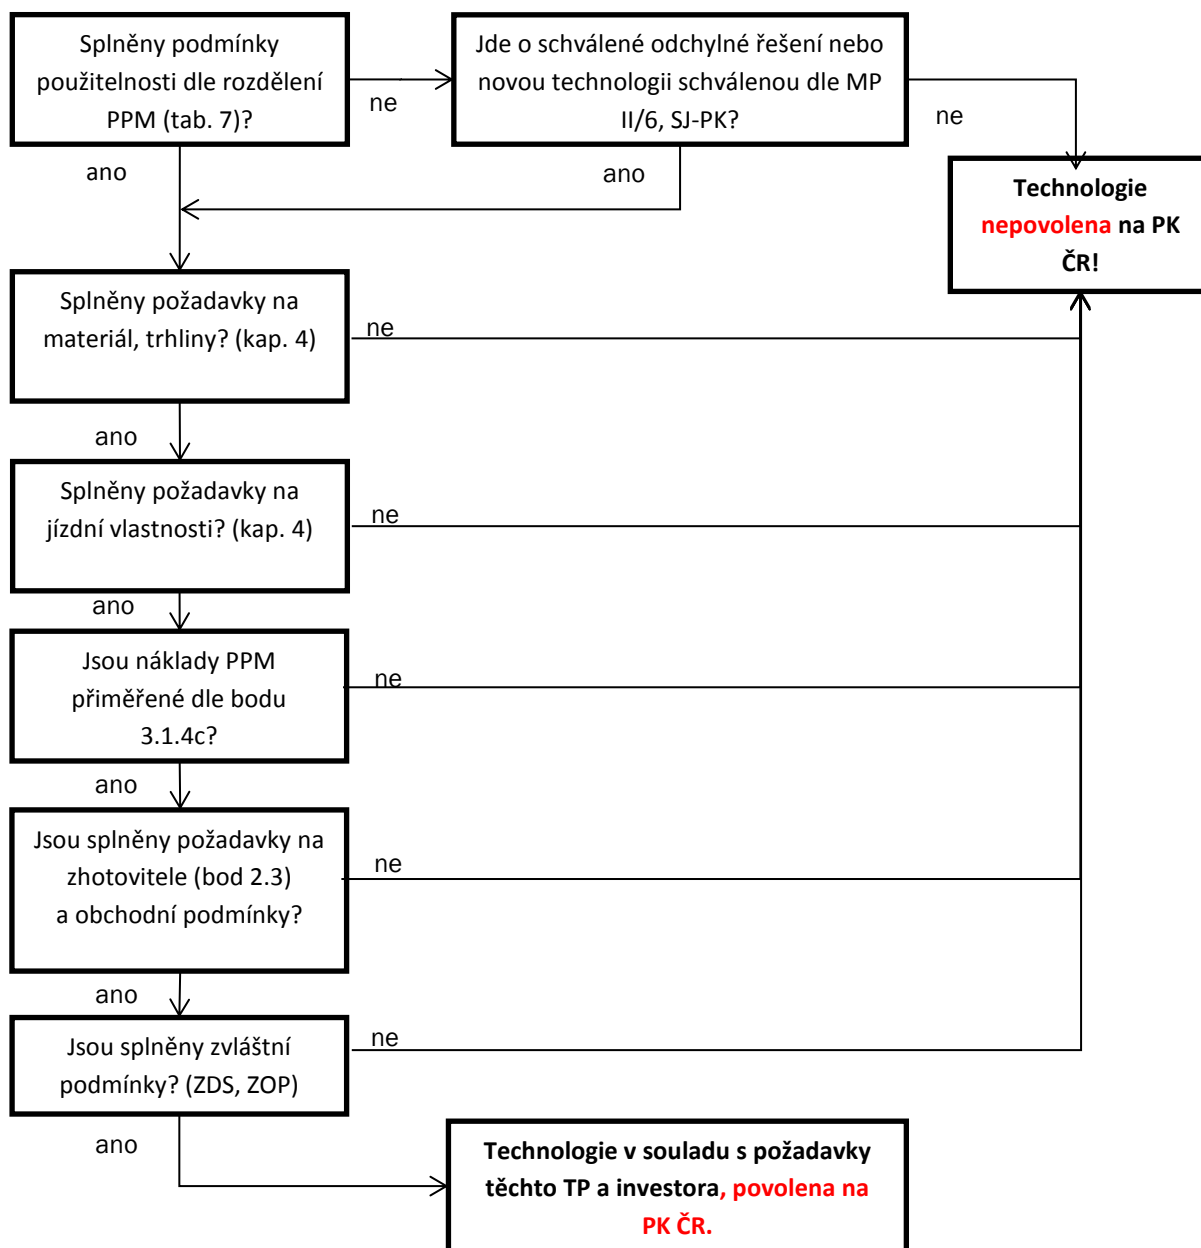 Splněny podmínky
použitelnosti dle rozdělení
PPM (tab. 7)?
ne
Jde o schválené odchylné řešení nebo
novou technologii schválenou dle MP
II/6, SJ-PK?
ne
ano
ano
Technologie
nepovolena na PK
ČR!
Splněny požadavky na
materiál, trhliny? (kap. 4)
ne
ano
Splněny požadavky na
jízdní vlastnosti? (kap. 4)
ne
ano
Jsou náklady PPM
přiměřené dle bodu
3.1.4c?
ne
ano
Jsou splněny požadavky na
zhotovitele (bod 2.3)
a obchodní podmínky?
ne
ano
Jsou splněny zvláštní
podmínky? (ZDS, ZOP)
ne
ano
Technologie v souladu s požadavky
těchto TP a investora, povolena na
PK ČR.